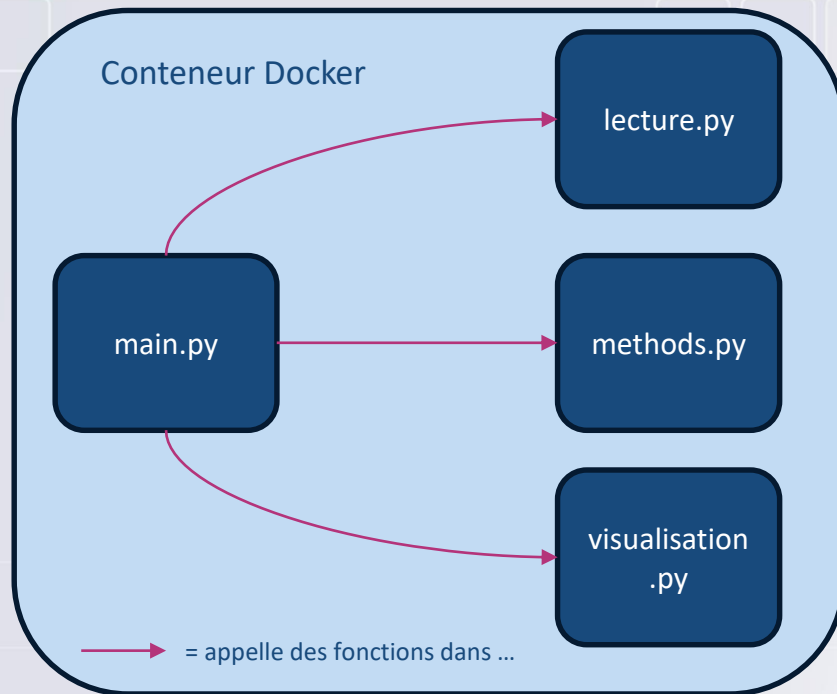 Conteneur Docker
lecture.py
main.py
methods.py
visualisation
.py
= appelle des fonctions dans ...